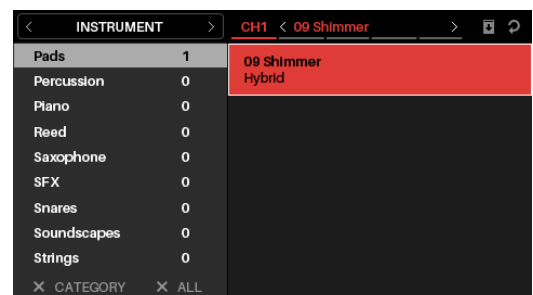 INSTRUMENT
CH1 < 09 Shimmer >
Pads 1
Percussion 0
Piano 0
Reed 0
Saxophone 0
SFX 0
Snares 0
Soundscapes 0
Strings 0
× CATEGORY × ALL
09 Shimmer
Hybrid